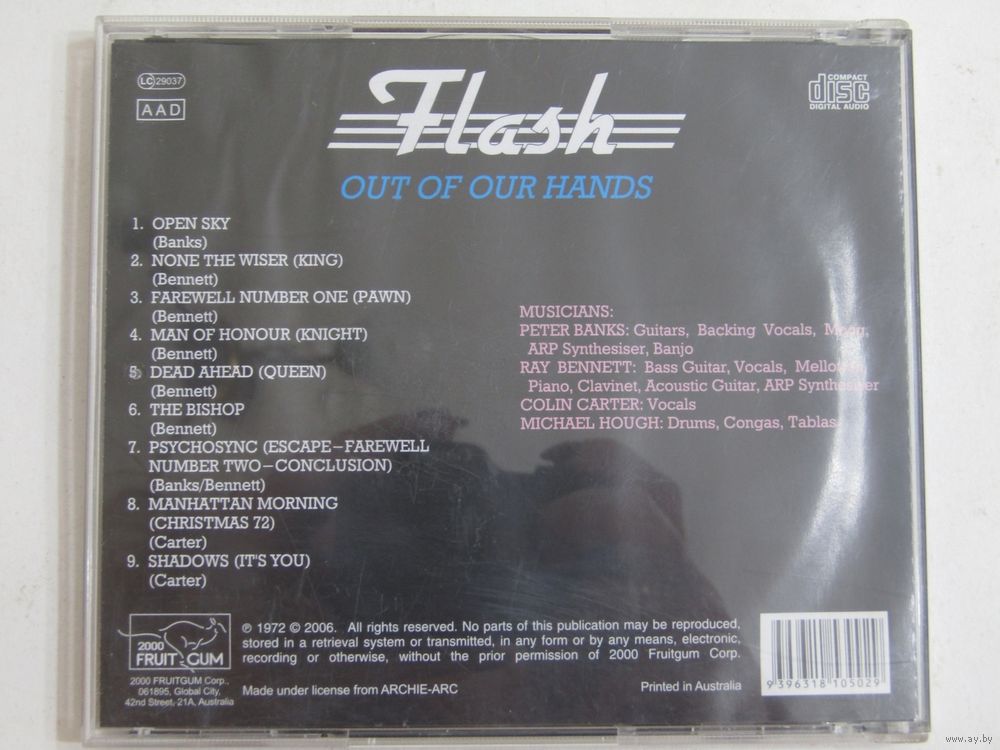 LC 29037
AAD
Flash
COMPACT
disc
DIGITAL AUDIO
OUT OF OUR HANDS
1. OPEN SKY
(Banks)
2. NONE THE WISER (KING)
(Bennett)
3. FAREWELL NUMBER ONE (PAWN)
(Bennett)
4. MAN OF HONOUR (KNIGHT)
(Bennett)
5. DEAD AHEAD (QUEEN)
(Bennett)
6. THE BISHOP
(Bennett)
7. PSYCHOSYNC (ESCAPE–FAREWELL
NUMBER TWO–CONCLUSION)
(Banks/Bennett)
8. MANHATTAN MORNING
(CHRISTMAS 72)
(Carter)
9. SHADOWS (IT'S YOU)
(Carter)
MUSICIANS:
PETER BANKS: Guitars, Backing Vocals, Moog,
ARP Synthesiser, Banjo
RAY BENNETT: Bass Guitar, Vocals, Mellotron,
Piano, Clavinet, Acoustic Guitar, ARP Synthesiser
COLIN CARTER: Vocals
MICHAEL HOUGH: Drums, Congas, Tablas
2000
FRUITGUM
2000 FRUITGUM Corp.,
061895, Global City,
42nd Street, 21A, Australia
℗ 1972 © 2006. All rights reserved. No parts of this publication may be reproduced,
stored in a retrieval system or transmitted, in any form or by any means, electronic,
recording or otherwise, without the prior permission of 2000 Fruitgum Corp.
Made under license from ARCHIE-ARC
Printed in Australia
9 396318 105029
www.ay.by